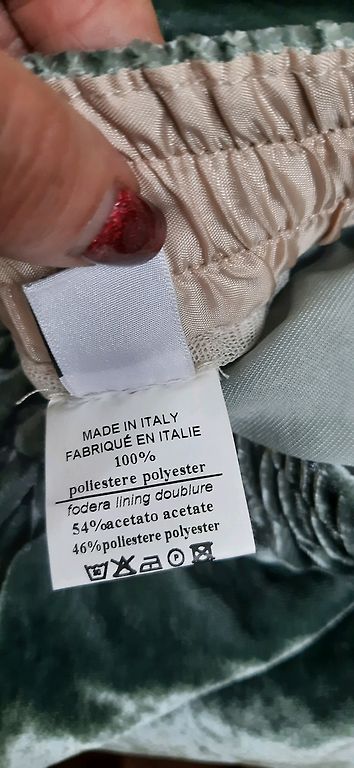 MADE IN ITALY
FABRIQUÉ EN ITALIE
100%
poliestere polyester
fodera lining doublure
54%acetato acetate
46%poliestere polyester
P